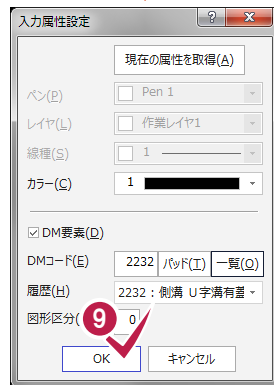 入力属性設定
現在の属性を取得(A)
ペン(P) Pen 1
レイヤ(L) 作業レイヤ1
線種(S) 1
カラー(C) 1
DM要素(D)
DMコード(E) 2232 パッド(T) 一覧(O)
履歴(H) 2232：側溝 U字溝有蓋
図形区分( 0
9
OK キャンセル